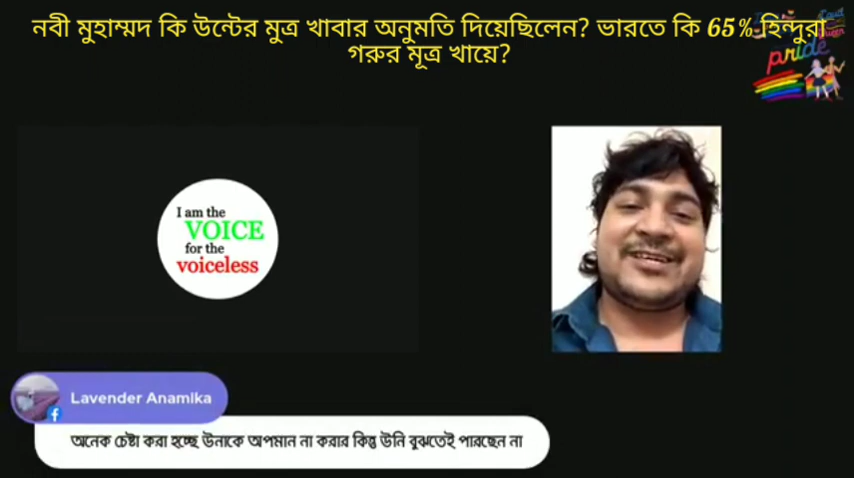 নবী মুহাম্মদ কি উন্টের মুত্র খাবার অনুমতি দিয়েছিলেন? ভারতে কি 65% হিন্দুরা
গরুর মূত্র খায়ে?
pride
I am the
VOICE
for the
voiceless
Lavender Anamika
অনেক চেষ্টা করা হচ্ছে উনাকে অপমান না করার কিন্তু উনি বুঝতেই পারছেন না